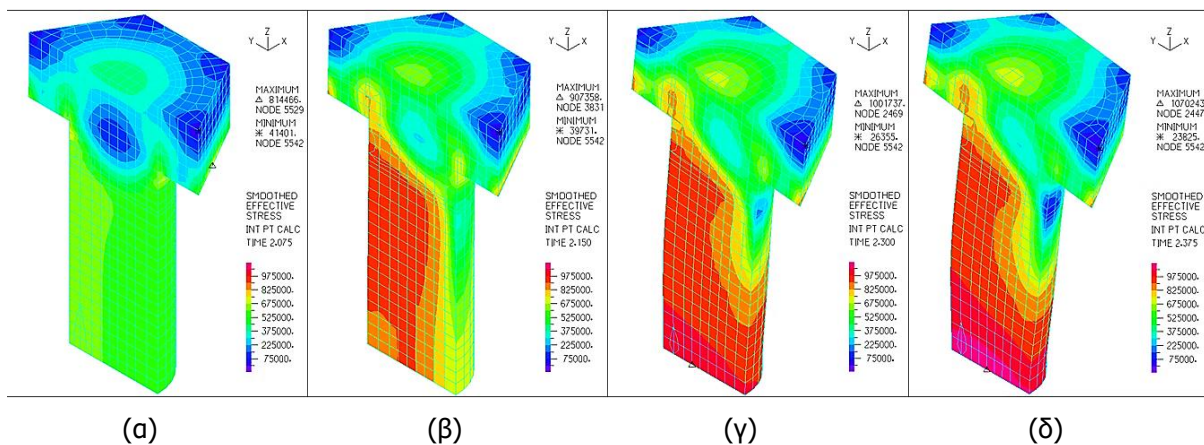 Z
Y X
MAXIMUM
△ 814466.
NODE 5529
MINIMUM
✳ 41401.
NODE 5542
SMOOTHED
EFFECTIVE
STRESS
INT PT CALC
TIME 2.075
975000.
825000.
675000.
525000.
375000.
225000.
75000.
(α)
Z
Y X
MAXIMUM
△ 907358.
NODE 3831
MINIMUM
✳ 39731.
NODE 5542
SMOOTHED
EFFECTIVE
STRESS
INT PT CALC
TIME 2.150
975000.
825000.
675000.
525000.
375000.
225000.
75000.
(β)
Z
Y X
MAXIMUM
△ 1001737.
NODE 2469
MINIMUM
✳ 26355.
NODE 5542
SMOOTHED
EFFECTIVE
STRESS
INT PT CALC
TIME 2.300
975000.
825000.
675000.
525000.
375000.
225000.
75000.
(γ)
Z
Y X
MAXIMUM
△ 1070243
NODE 2447
MINIMUM
✳ 23825.
NODE 5542
SMOOTHED
EFFECTIVE
STRESS
INT PT CALC
TIME 2.375
975000.
825000.
675000.
525000.
375000.
225000.
75000.
(δ)